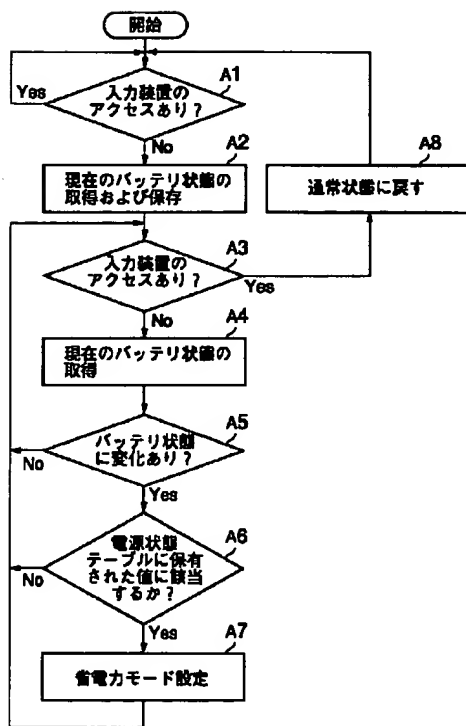 開始
A1
入力装置の
アクセスあり？
Yes
No
A2
現在のバッテリ状態の
取得および保存
A8
通常状態に戻す
A3
入力装置の
アクセスあり？
Yes
No
A4
現在のバッテリ状態の
取得
A5
バッテリ状態
に変化あり？
No
Yes
A6
電源状態
テーブルに保有
された値に該当
するか？
No
Yes
A7
省電力モード設定